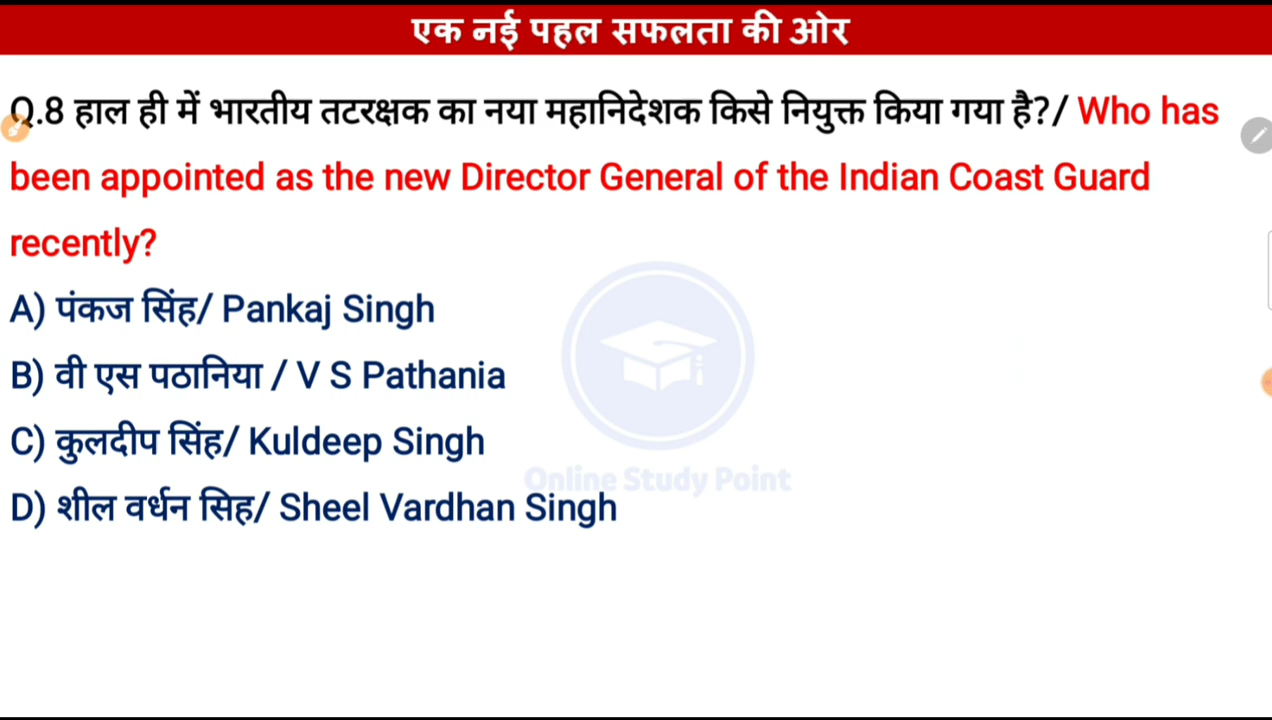 एक नई पहल सफलता की ओर
Q.8 हाल ही में भारतीय तटरक्षक का नया महानिदेशक किसे नियुक्त किया गया है?/ Who has
been appointed as the new Director General of the Indian Coast Guard
recently?
A) पंकज सिंह/ Pankaj Singh
B) वी एस पठानिया / V S Pathania
C) कुलदीप सिंह/ Kuldeep Singh
Online Study Point
D) शील वर्धन सिह/ Sheel Vardhan Singh